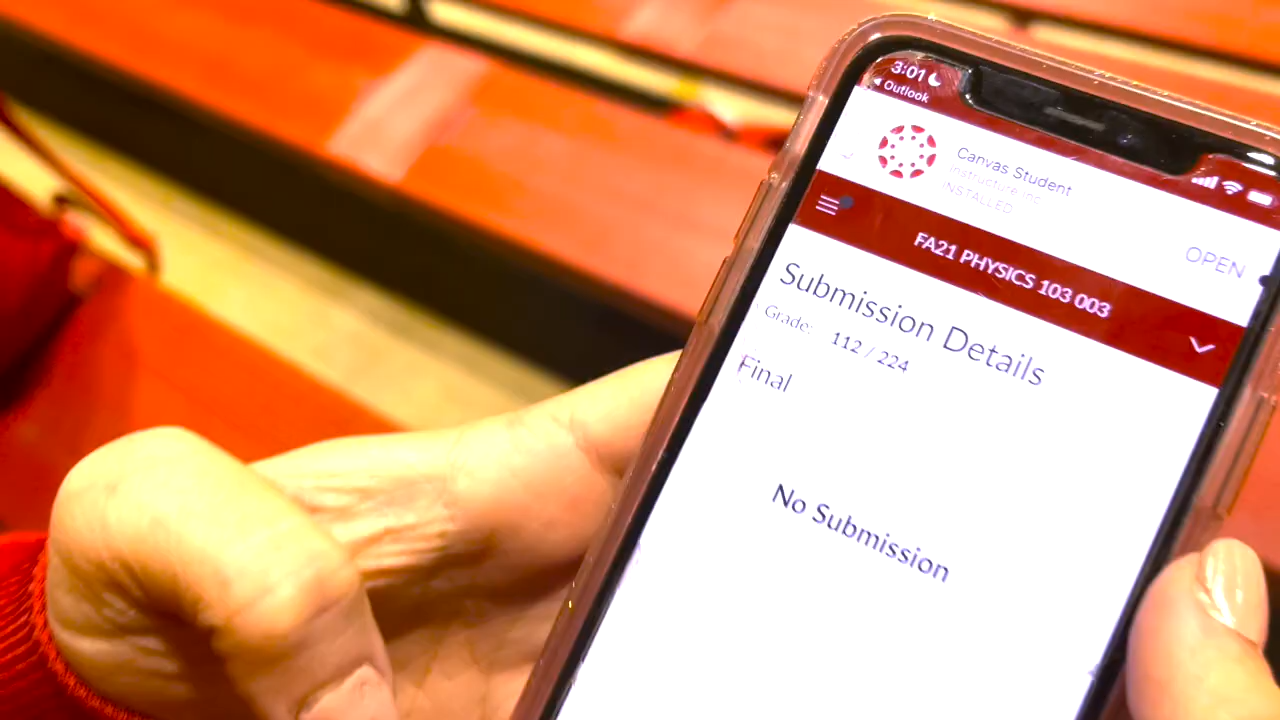 3:01
Outlook
Canvas Student
Instructure Inc.
INSTALLED
OPEN
FA21 PHYSICS 103 003
Submission Details
Grade: 112 / 224
Final
No Submission